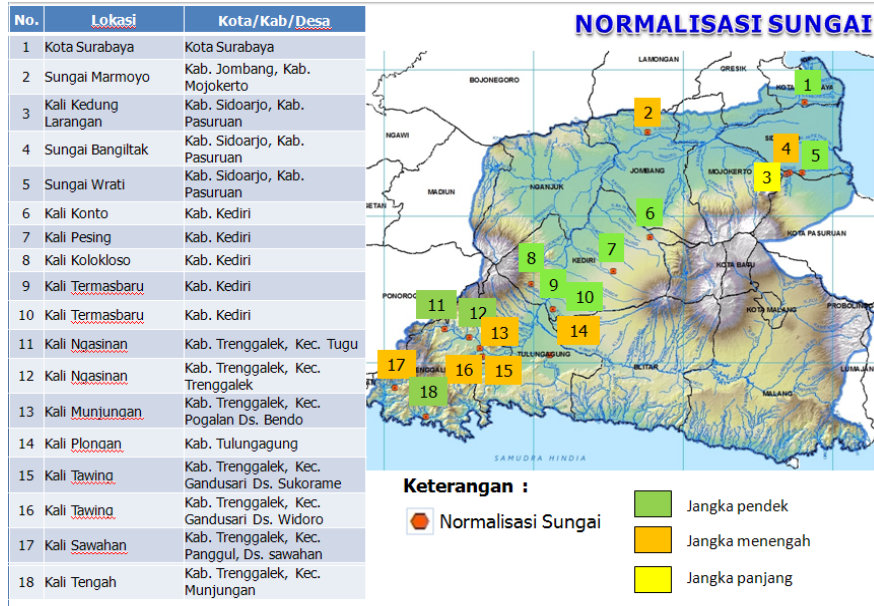 No. Lokasi Kota/Kab/Desa
1 Kota Surabaya Kota Surabaya
2 Sungai Marmoyo Kab. Jombang, Kab.
Mojokerto
3 Kali Kedung
Larangan Kab. Sidoarjo, Kab.
Pasuruan
4 Sungai Bangiltak Kab. Sidoarjo, Kab.
Pasuruan
5 Sungai Wrati Kab. Sidoarjo, Kab.
Pasuruan
6 Kali Konto Kab. Kediri
7 Kali Pesing Kab. Kediri
8 Kali Kolokloso Kab. Kediri
9 Kali Termasbaru Kab. Kediri
10 Kali Termasbaru Kab. Kediri
11 Kali Ngasinan Kab. Trenggalek, Kec. Tugu
12 Kali Ngasinan Kab. Trenggalek, Kec.
Trenggalek
13 Kali Munjungan Kab. Trenggalek, Kec.
Pogalan Ds. Bendo
14 Kali Plongan Kab. Tulungagung
15 Kali Tawing Kab. Trenggalek, Kec.
Gandusari Ds. Sukorame
16 Kali Tawing Kab. Trenggalek, Kec.
Gandusari Ds. Widoro
17 Kali Sawahan Kab. Trenggalek, Kec.
Panggul, Ds. sawahan
18 Kali Tengah Kab. Trenggalek, Kec.
Munjungan
NORMALISASI SUNGAI
LAMONGAN
GRESIK
BOJONEGORO
1
2
NGAWI
4
5
JOMBANG
MOJOKERTO
3
MADIUN
NGANJUK
6
KOTA PASURUAN
7
8
KEDIRI
KOTA BATU
9
10
PONOROG
11
12
KOTA MALANG
PROBOLINGG
13
14
TULUNGAGUNG
17
16
15
BLITAR
LUMAJAN
18
MALANG
SAMUDRA HINDIA
Keterangan :
Normalisasi Sungai
Jangka pendek
Jangka menengah
Jangka panjang